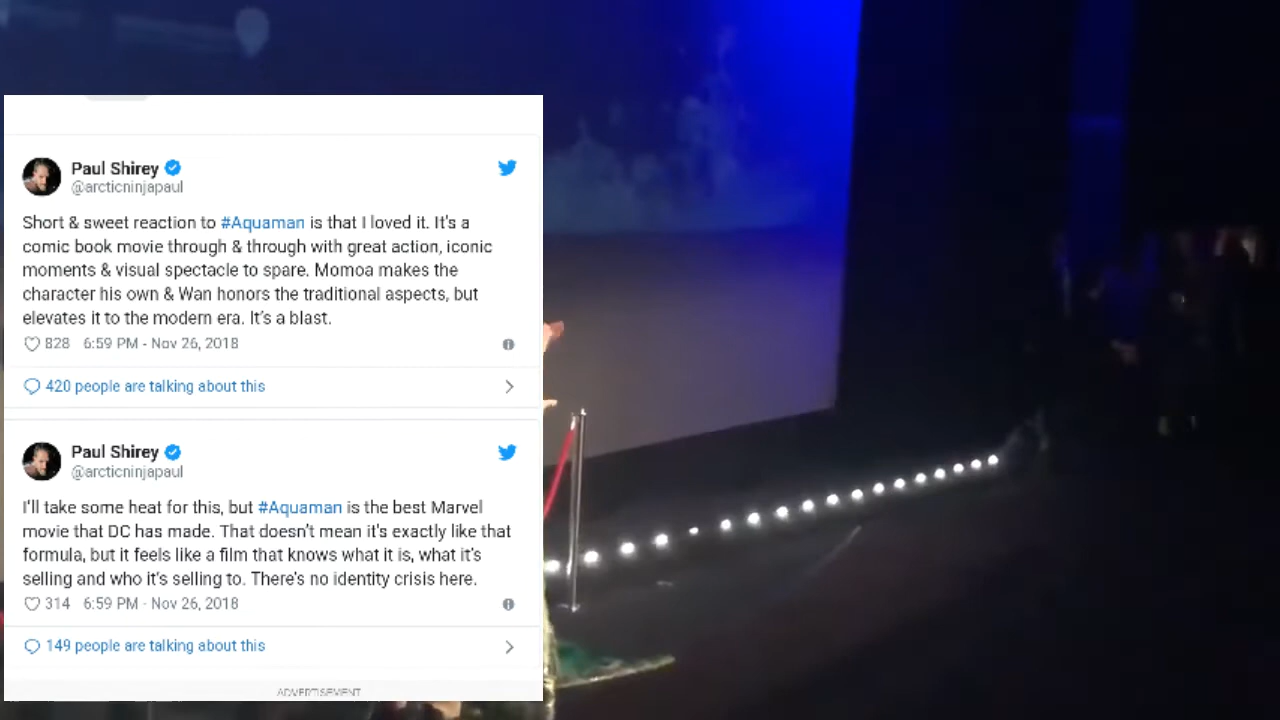 Paul Shirey
@arcticninjapaul
Short & sweet reaction to #Aquaman is that I loved it. It's a
comic book movie through & through with great action, iconic
moments & visual spectacle to spare. Momoa makes the
character his own & Wan honors the traditional aspects, but
elevates it to the modern era. It's a blast.
828 6:59 PM - Nov 26, 2018
420 people are talking about this
Paul Shirey
@arcticninjapaul
I'll take some heat for this, but #Aquaman is the best Marvel
movie that DC has made. That doesn't mean it's exactly like that
formula, but it feels like a film that knows what it is, what it's
selling and who it's selling to. There's no identity crisis here.
314 6:59 PM - Nov 26, 2018
149 people are talking about this
ADVERTISEMENT